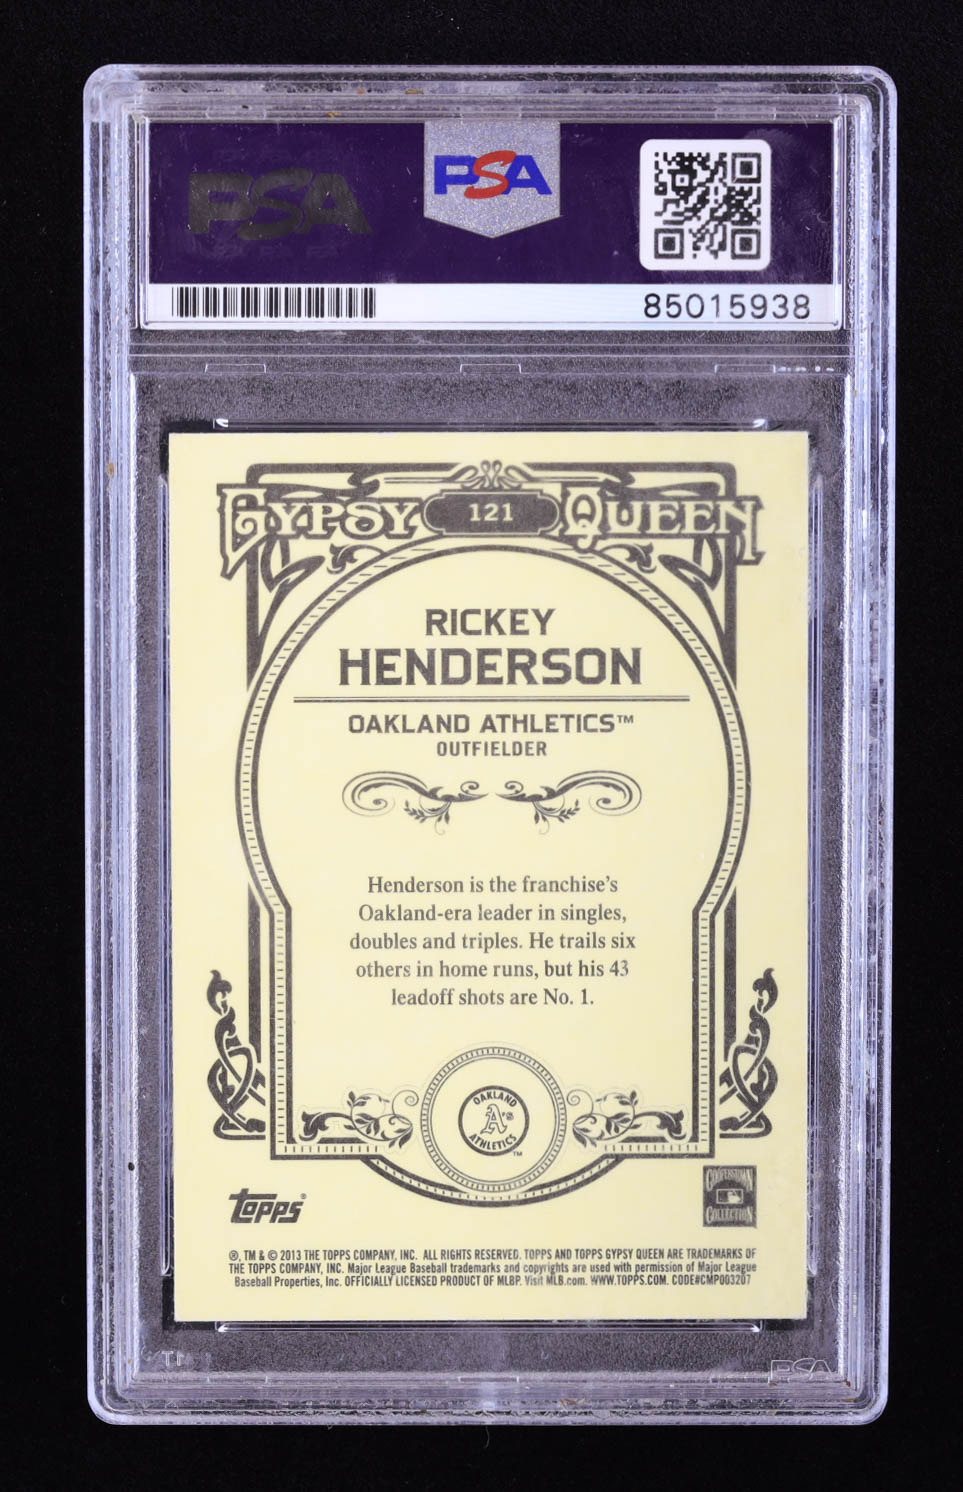 PSA
PSA
85015938
GYPSY 121 QUEEN
RICKEY
HENDERSON
OAKLAND ATHLETICS™
OUTFIELDER
Henderson is the franchise's
Oakland-era leader in singles,
doubles and triples. He trails six
others in home runs, but his 43
leadoff shots are No. 1.
OAKLAND
A's
ATHLETICS™
topps®
COOPERSTOWN
COLLECTION
®, TM & © 2013 THE TOPPS COMPANY, INC. ALL RIGHTS RESERVED. TOPPS AND TOPPS GYPSY QUEEN ARE TRADEMARKS OF
THE TOPPS COMPANY, INC. Major League Baseball trademarks and copyrights are used with permission of Major League
Baseball Properties, Inc. OFFICIALLY LICENSED PRODUCT OF MLBP. Visit MLB.com. WWW.TOPPS.COM. CODE#CMP003207
PSA